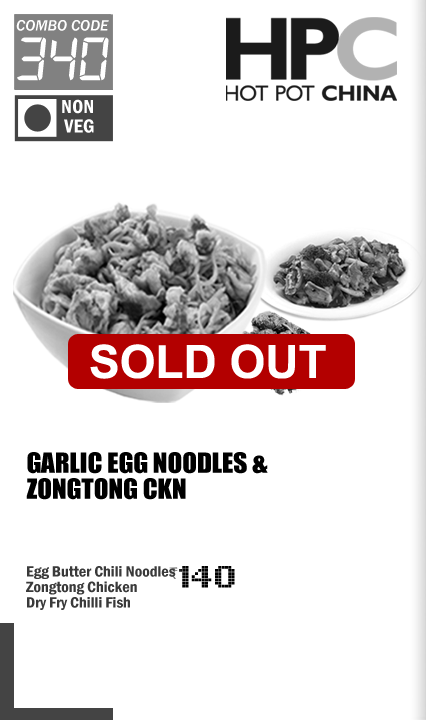 COMBO CODE
340
NON
VEG
HPC
HOT POT CHINA
SOLD OUT
GARLIC EGG NOODLES &
ZONGTONG CKN
Egg Butter Chili Noodles
Zongtong Chicken
Dry Fry Chilli Fish
₹140